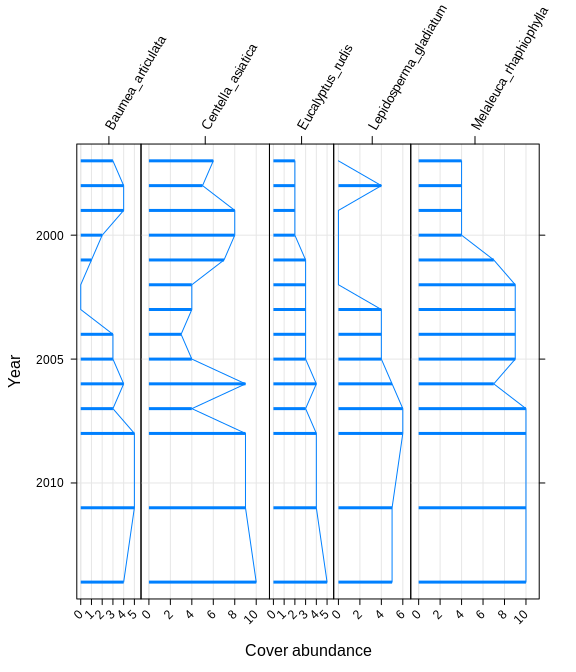 Baumea_articulata
Centella_asiatica
Eucalyptus_rudis
Lepidosperma_gladiatum
Melaleuca_rhaphiophylla
2000
2005
2010
Year
0 1 2 3 4 5 0 2 4 6 8 10 0 1 2 3 4 5 0 2 4 6 0 2 4 6 8 10
Cover abundance